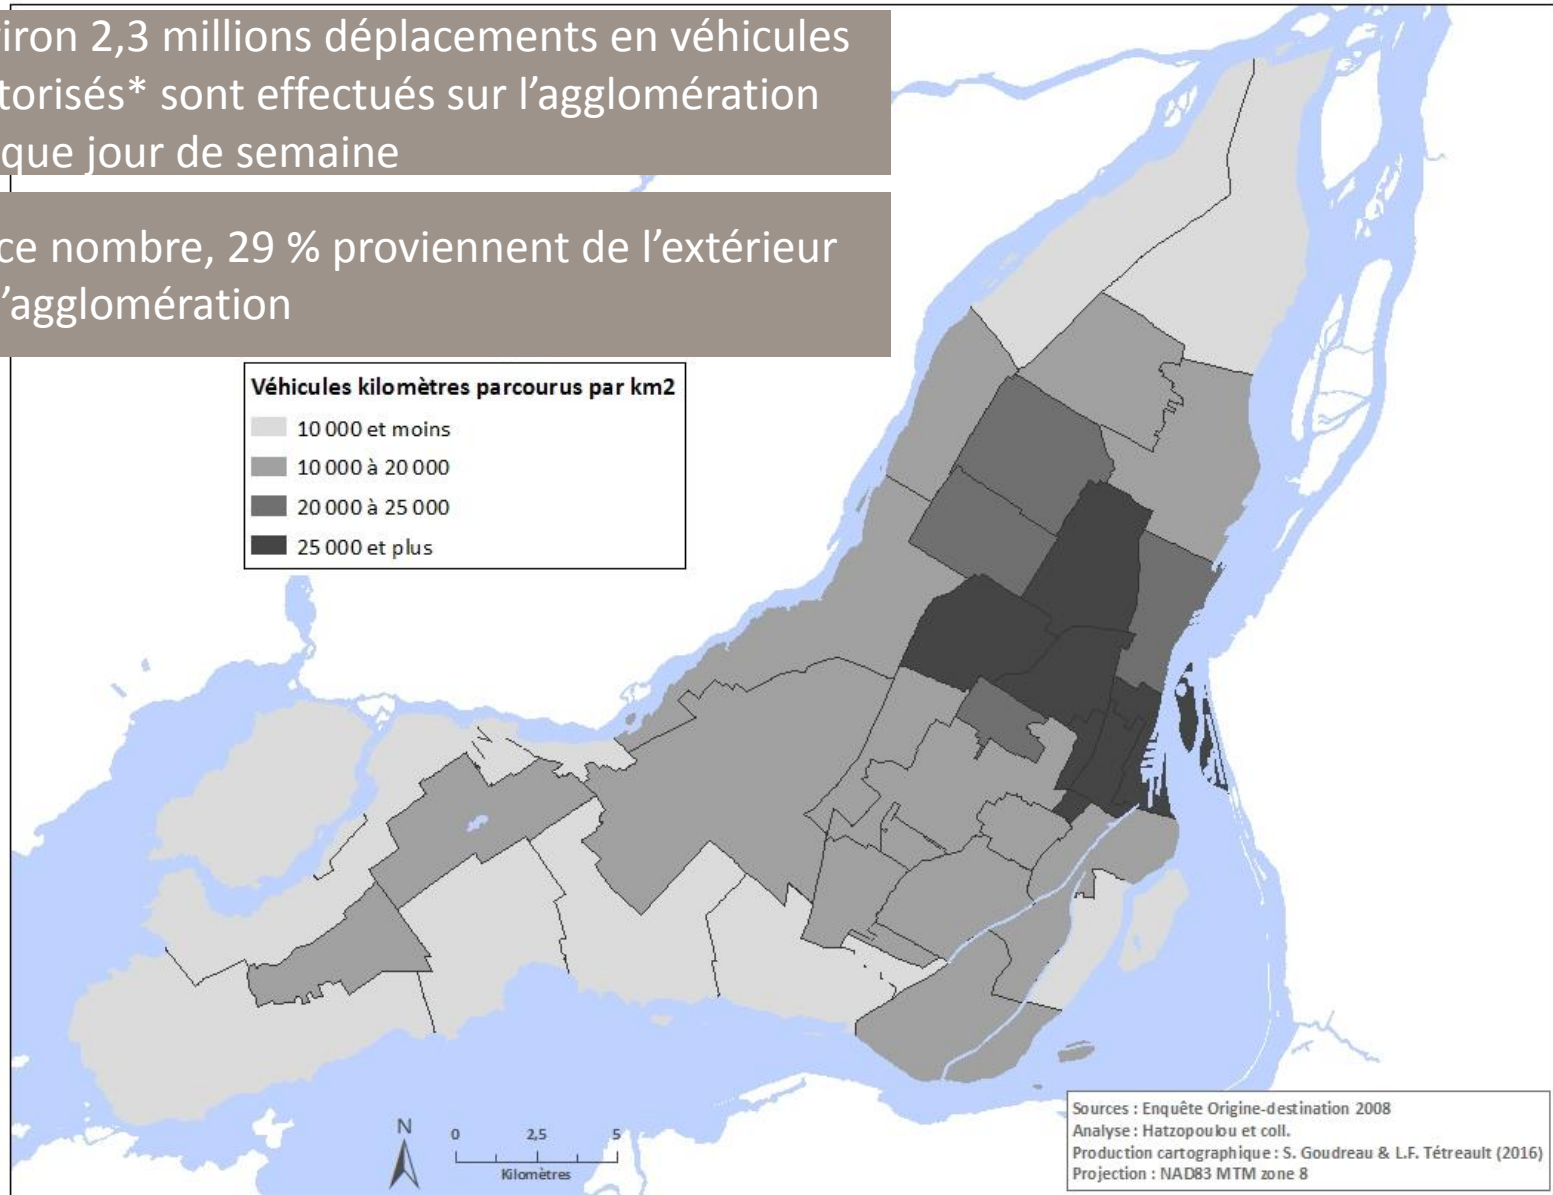 iron 2,3 millions déplacements en véhicules
torisés* sont effectués sur l’agglomération
que jour de semaine
ce nombre, 29 % proviennent de l’extérieur
l’agglomération
Véhicules kilomètres parcourus par km2
10 000 et moins
10 000 à 20 000
20 000 à 25 000
25 000 et plus
N
0 2,5 5
Kilomètres
Sources : Enquête Origine-destination 2008
Analyse : Hatzopoulou et coll.
Production cartographique : S. Goudreau & L.F. Tétreault (2016)
Projection : NAD83 MTM zone 8